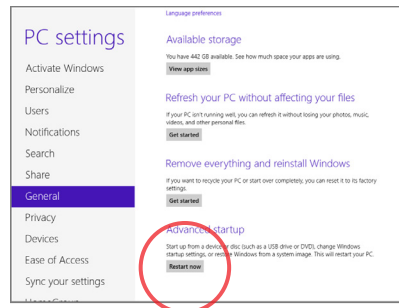 Language preferences
PC settings
Available storage
You have 442 GB available. See how much space your apps are using.
View app sizes
Activate Windows
Personalize
Users
Notifications
Search
Share
General
Privacy
Devices
Ease of Access
Sync your settings
HomeGroup
Refresh your PC without affecting your files
If your PC isn't running well, you can refresh it without losing your photos, music,
videos, and other personal files.
Get started
Remove everything and reinstall Windows
If you want to recycle your PC or start over completely, you can reset it to its factory
settings.
Get started
Advanced startup
Start up from a device or disc (such as a USB drive or DVD), change Windows
startup settings, or restore Windows from a system image. This will restart your PC.
Restart now